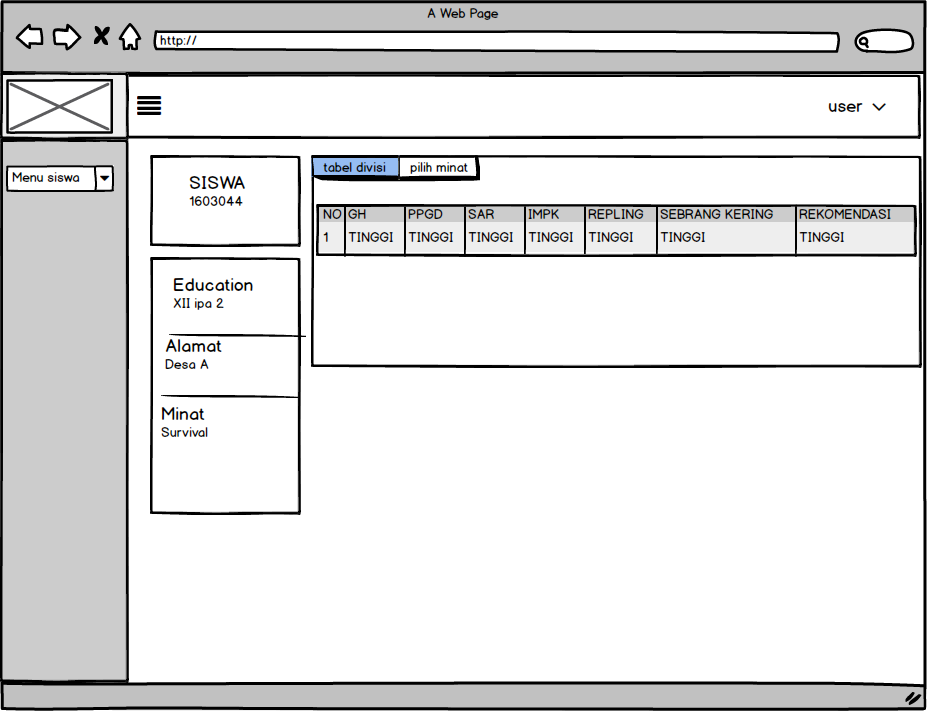 A Web Page
http://
user
Menu siswa
SISWA
1603044
Education
XII ipa 2
Alamat
Desa A
Minat
Survival
tabel divisi pilih minat
NO GH PPGD SAR IMPK REPLING SEBRANG KERING REKOMENDASI
1 TINGGI TINGGI TINGGI TINGGI TINGGI TINGGI TINGGI